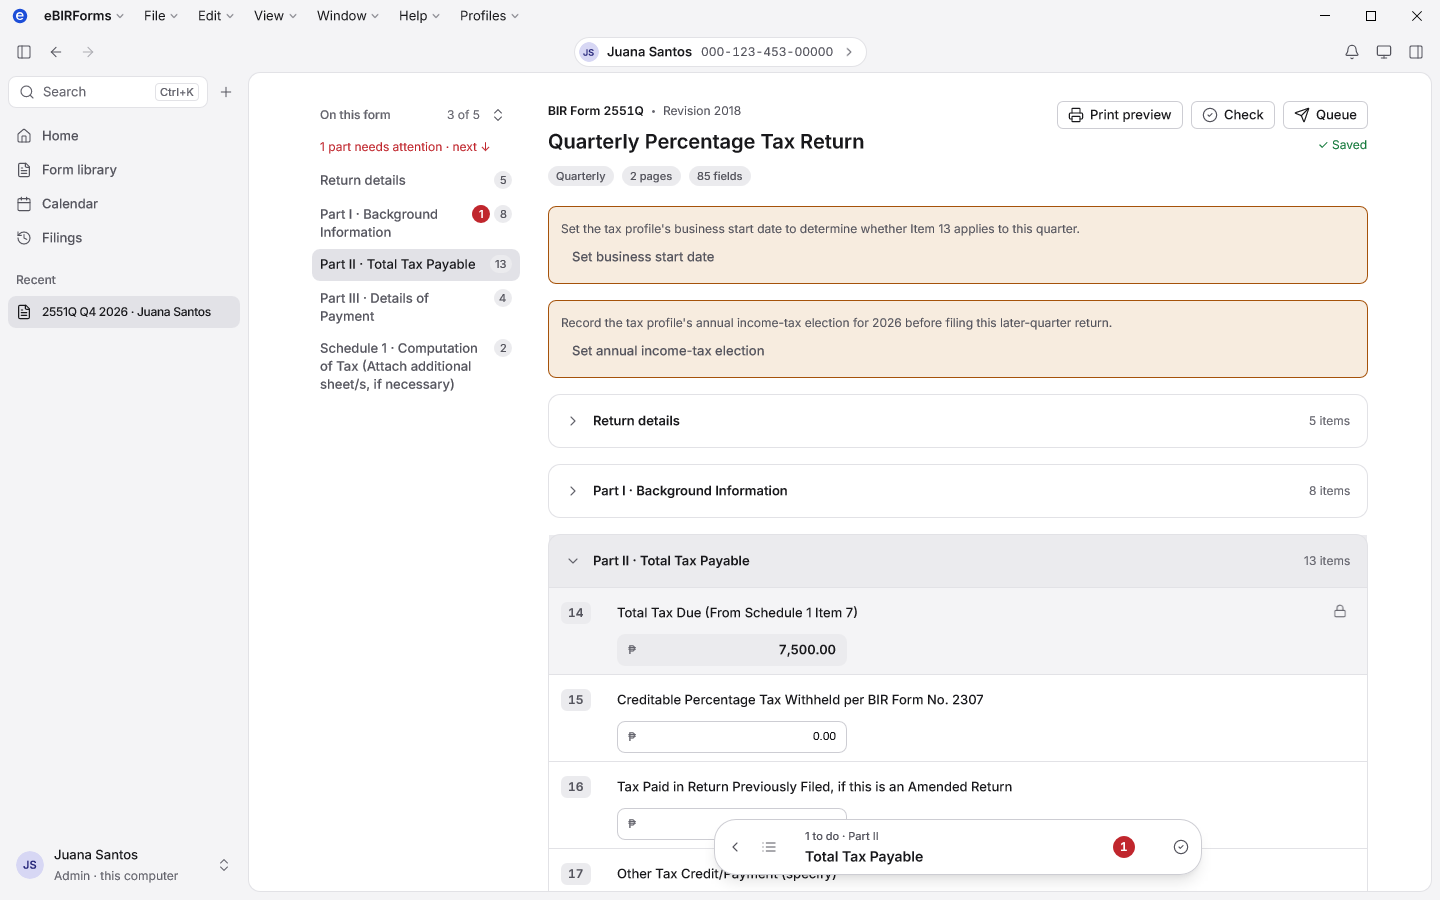 eBIRForms File Edit View Window Help Profiles
JS Juana Santos 000-123-453-00000
Search Ctrl+K
Home
Form library
Calendar
Filings
Recent
2551Q Q4 2026 · Juana Santos
JS Juana Santos
Admin · this computer
On this form 3 of 5
1 part needs attention · next ↓
Return details 5
Part I · Background Information 1 8
Part II · Total Tax Payable 13
Part III · Details of Payment 4
Schedule 1 · Computation of Tax (Attach additional sheet/s, if necessary) 2
BIR Form 2551Q • Revision 2018
Quarterly Percentage Tax Return
Quarterly 2 pages 85 fields
Print preview Check Queue
✓ Saved
Set the tax profile's business start date to determine whether Item 13 applies to this quarter.
Set business start date
Record the tax profile's annual income-tax election for 2026 before filing this later-quarter return.
Set annual income-tax election
Return details 5 items
Part I · Background Information 8 items
Part II · Total Tax Payable 13 items
14 Total Tax Due (From Schedule 1 Item 7)
₱ 7,500.00
15 Creditable Percentage Tax Withheld per BIR Form No. 2307
₱ 0.00
16 Tax Paid in Return Previously Filed, if this is an Amended Return
₱
17 Other Tax Credit/Payment (specify)
1 to do · Part II
Total Tax Payable 1